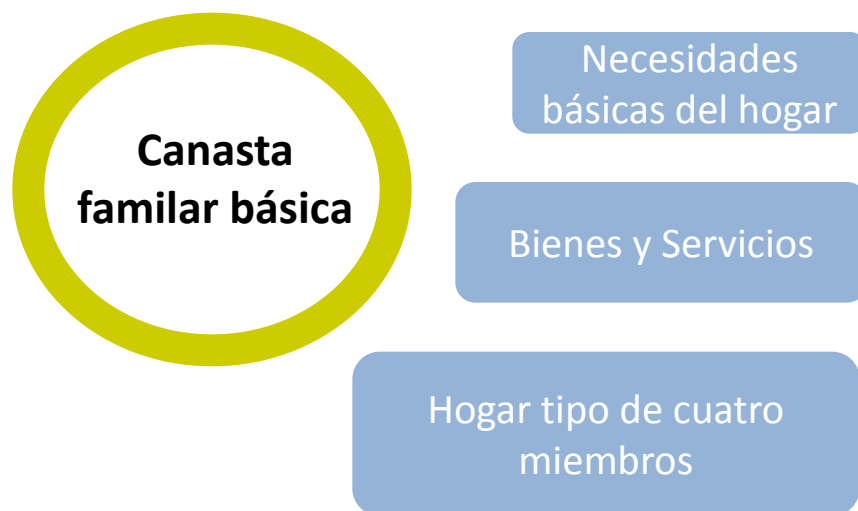 Canasta
familar básica
Necesidades
básicas del hogar
Bienes y Servicios
Hogar tipo de cuatro
miembros